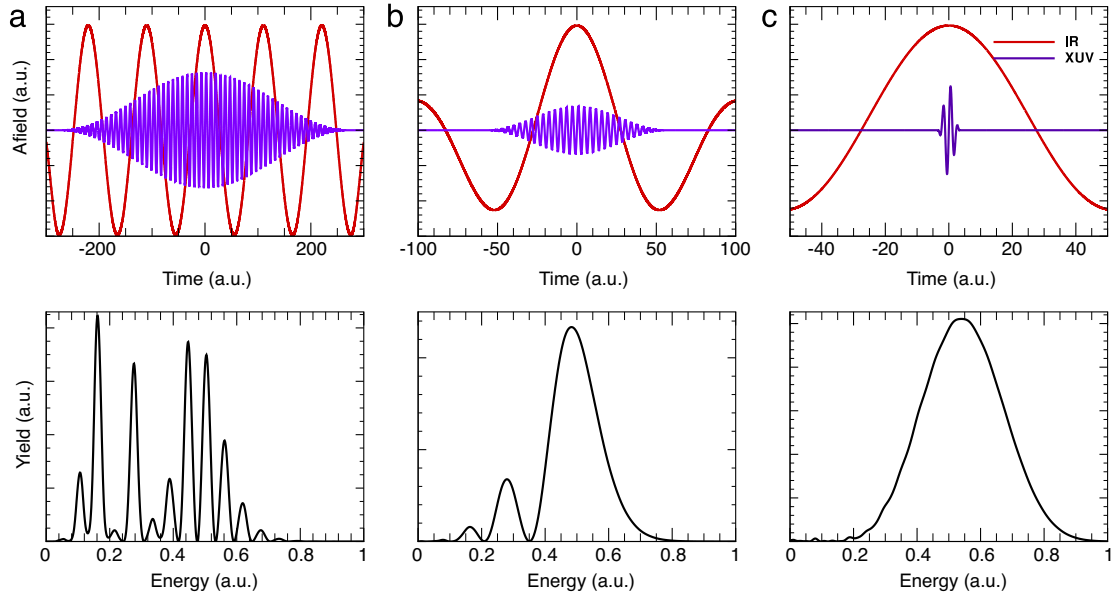 a
b
c
Afield (a.u.)
IR
XUV
-200 0 200
-100 -50 0 50 100
-40 -20 0 20 40
Time (a.u.)
Time (a.u.)
Time (a.u.)
Yield (a.u.)
0 0.2 0.4 0.6 0.8 1
0 0.2 0.4 0.6 0.8 1
0 0.2 0.4 0.6 0.8 1
Energy (a.u.)
Energy (a.u.)
Energy (a.u.)